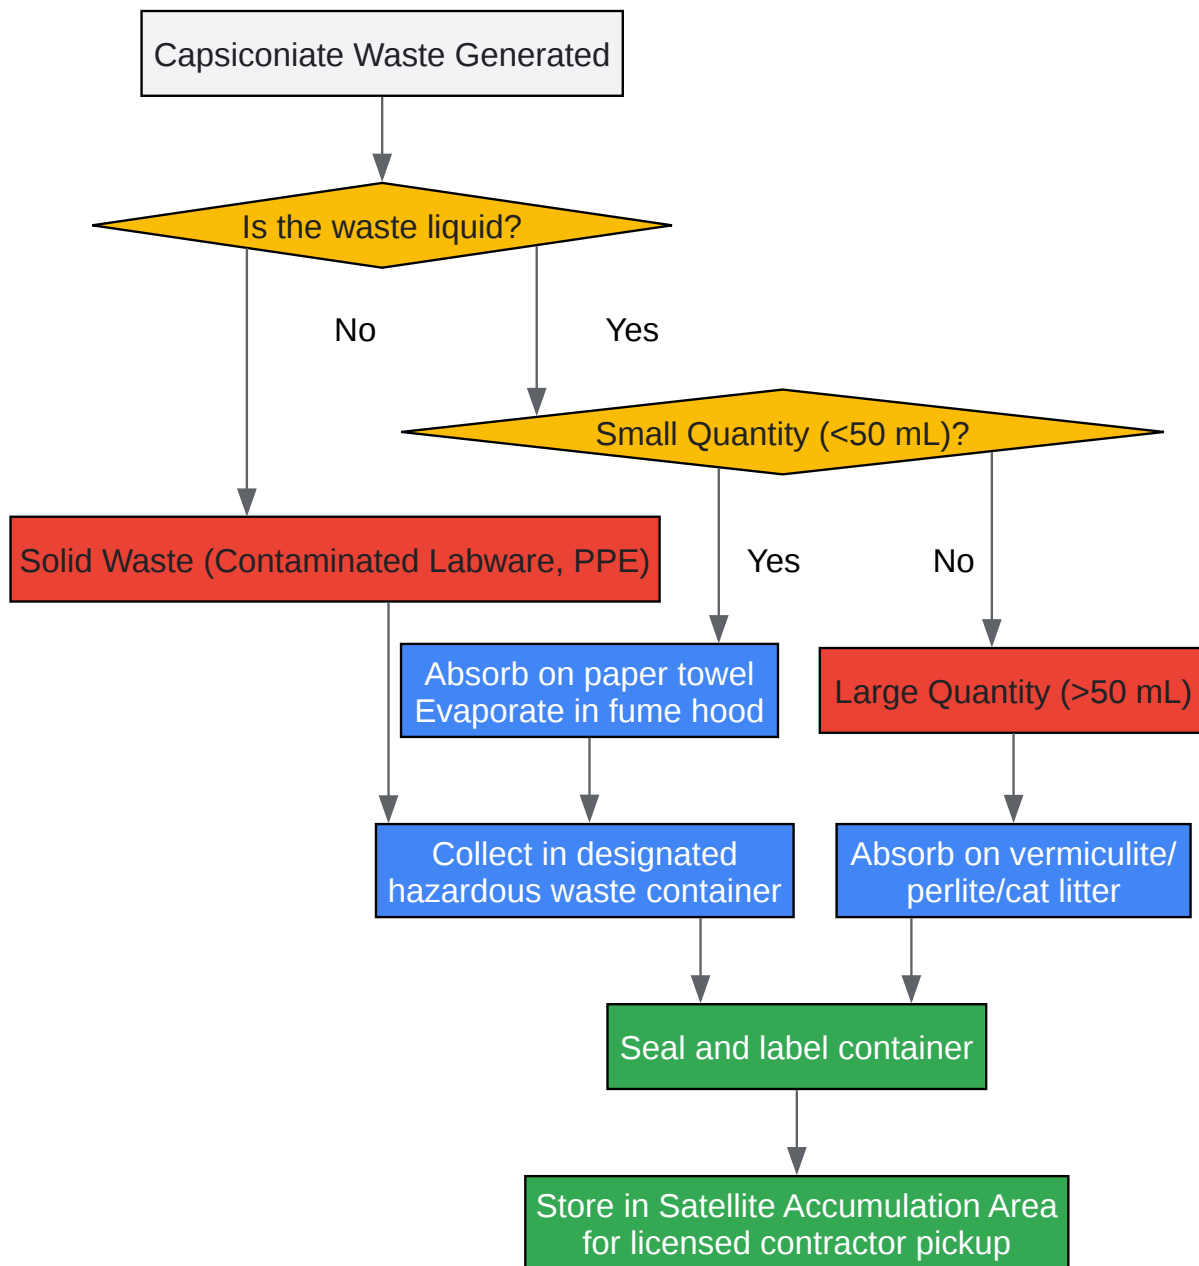 Capsiconiate Waste Generated
Is the waste liquid?
No
Yes
Small Quantity (<50 mL)?
Solid Waste (Contaminated Labware, PPE)
Yes
No
Absorb on paper towel
Evaporate in fume hood
Large Quantity (>50 mL)
Collect in designated
hazardous waste container
Absorb on vermiculite/
perlite/cat litter
Seal and label container
Store in Satellite Accumulation Area
for licensed contractor pickup